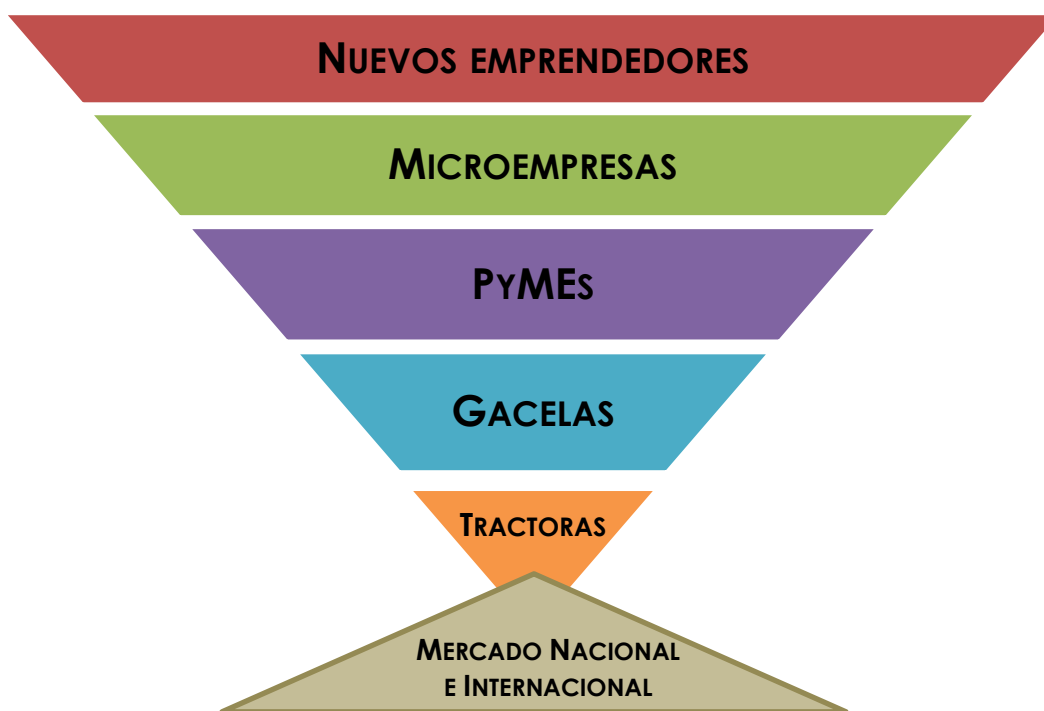 NUEVOS EMPRENDEDORES
MICROEMPRESAS
PYMES
GACELAS
TRACTORAS
MERCADO NACIONAL
E INTERNACIONAL